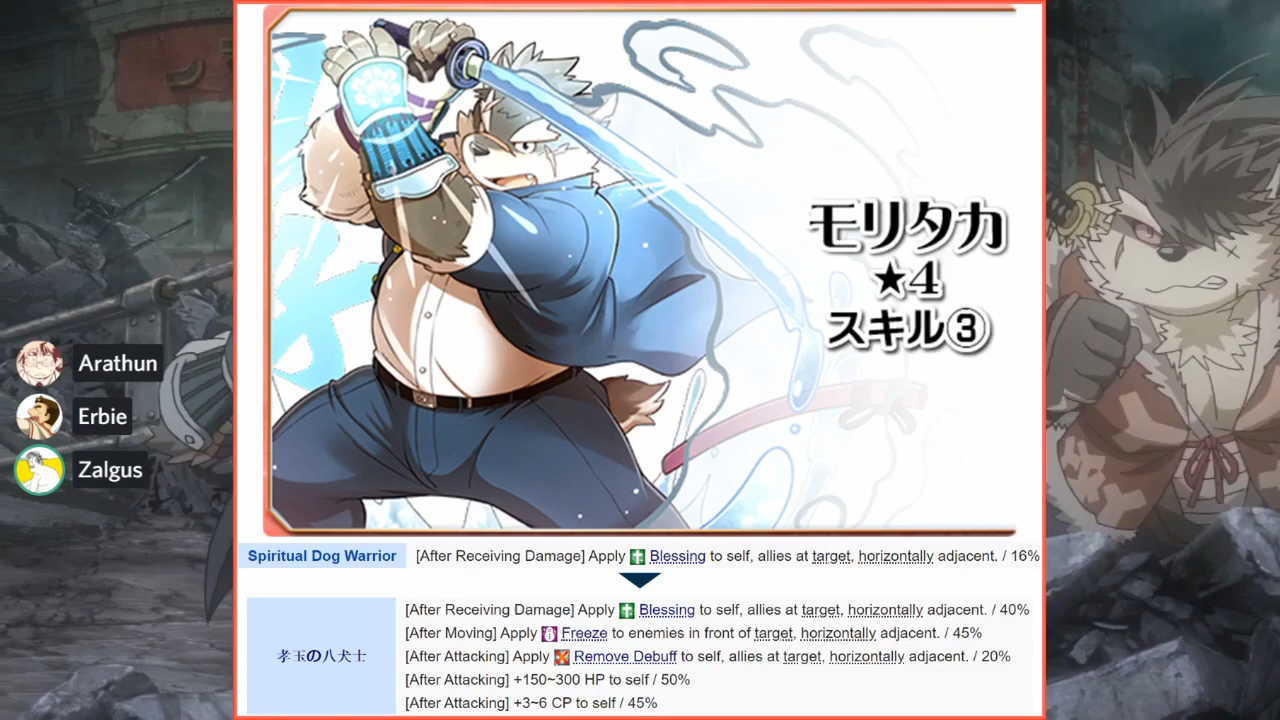 モリタカ
★4
スキル③
Arathun
Erbie
Zalgus
Spiritual Dog Warrior [After Receiving Damage] Apply Blessing to self, allies at target, horizontally adjacent. / 16%
孝玉の八犬士
[After Receiving Damage] Apply Blessing to self, allies at target, horizontally adjacent. / 40%
[After Moving] Apply Freeze to enemies in front of target, horizontally adjacent. / 45%
[After Attacking] Apply Remove Debuff to self, allies at target, horizontally adjacent. / 20%
[After Attacking] +150~300 HP to self / 50%
[After Attacking] +3~6 CP to self / 45%